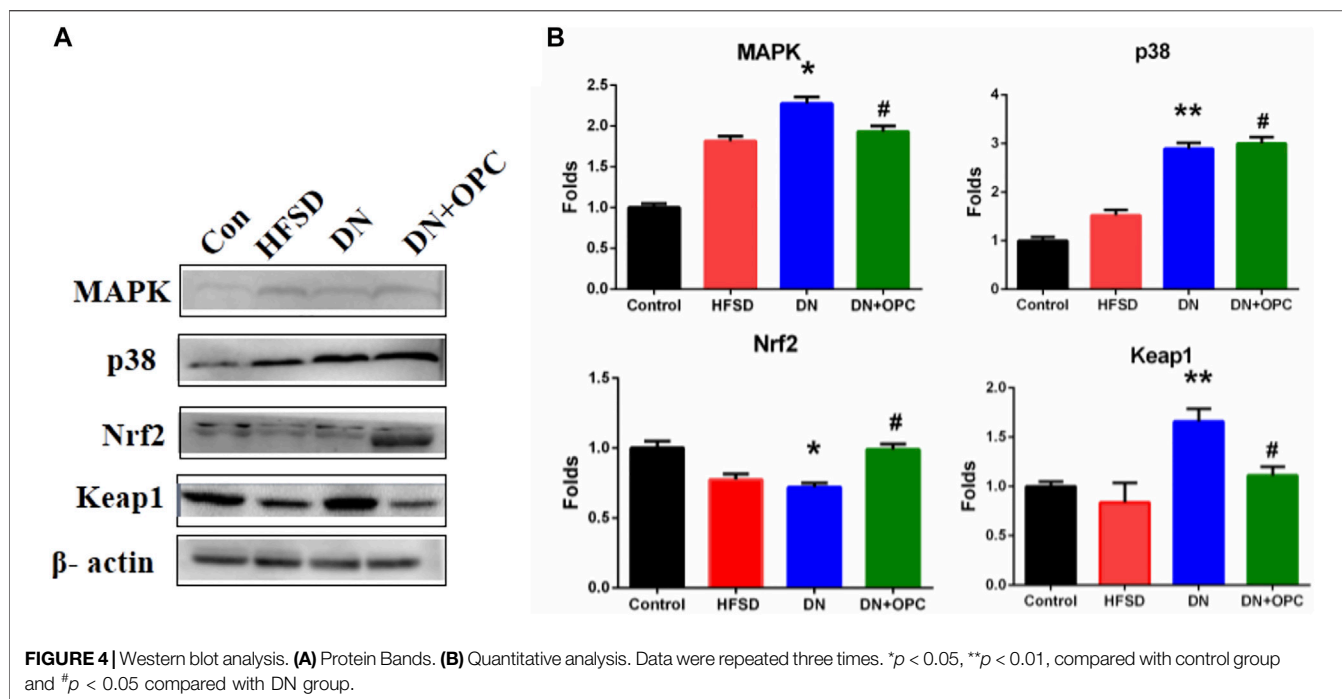 A
Con HFSD DN DN+OPC
MAPK
p38
Nrf2
Keap1
β- actin
B
MAPK
*
#
Folds
2.5
2.0
1.5
1.0
0.5
0.0
Control HFSD DN DN+OPC
p38
**
#
Folds
4
3
2
1
0
Control HFSD DN DN+OPC
Nrf2
*
#
Folds
1.5
1.0
0.5
0.0
Control HFSD DN DN+OPC
Keap1
**
#
Folds
2.0
1.5
1.0
0.5
0.0
Control HFSD DN DN+OPC
FIGURE 4 | Western blot analysis. (A) Protein Bands. (B) Quantitative analysis. Data were repeated three times. *p < 0.05, **p < 0.01, compared with control group
and #p < 0.05 compared with DN group.